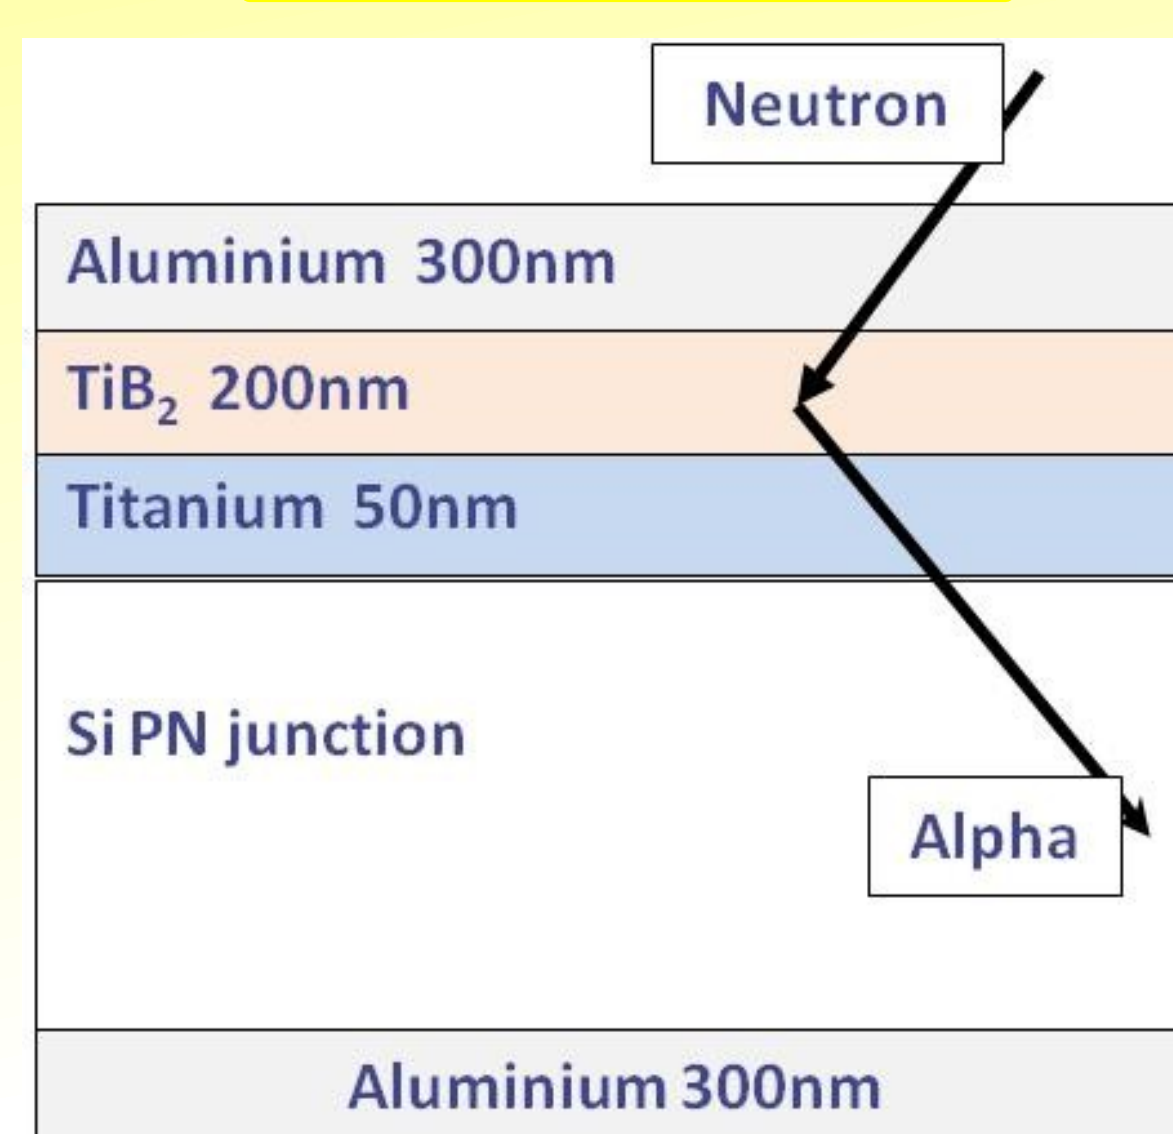 Neutron
Aluminium 300nm
TiB₂ 200nm
Titanium 50nm
Si PN junction
Alpha
Aluminium 300nm